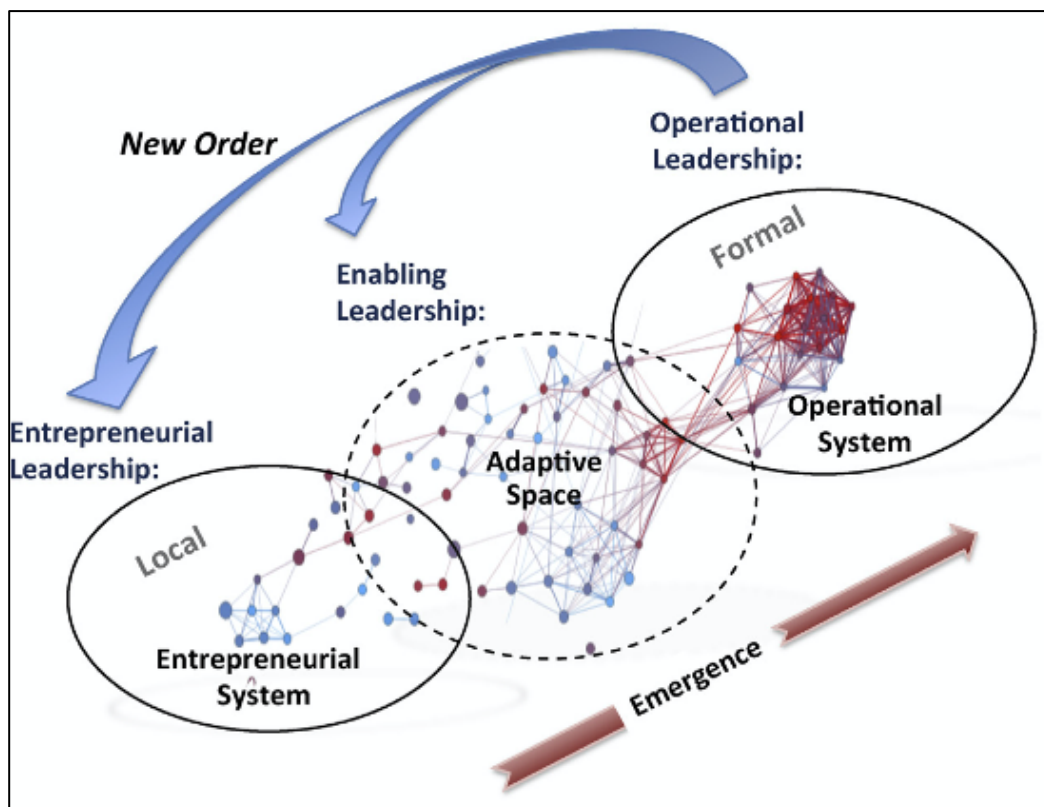 New Order
Operational
Leadership:
Formal
Enabling
Leadership:
Operational
System
Entrepreneurial
Leadership:
Adaptive
Space
Local
Entrepreneurial
System
Emergence